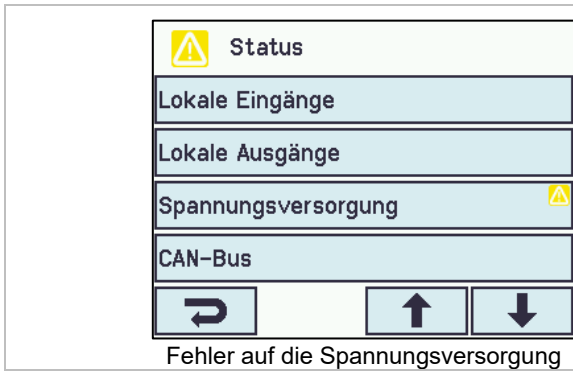 Status
Lokale Eingänge
Lokale Ausgänge
Spannungsversorgung
CAN-Bus
Fehler auf die Spannungsversorgung